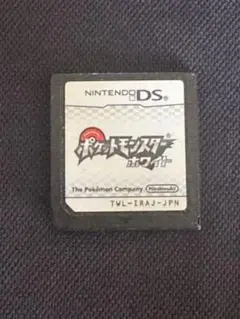 NINTENDO DS
ポケットモンスター
ホワイト
The Pokémon Company Nintendo
TWL-IRAJ-JPN